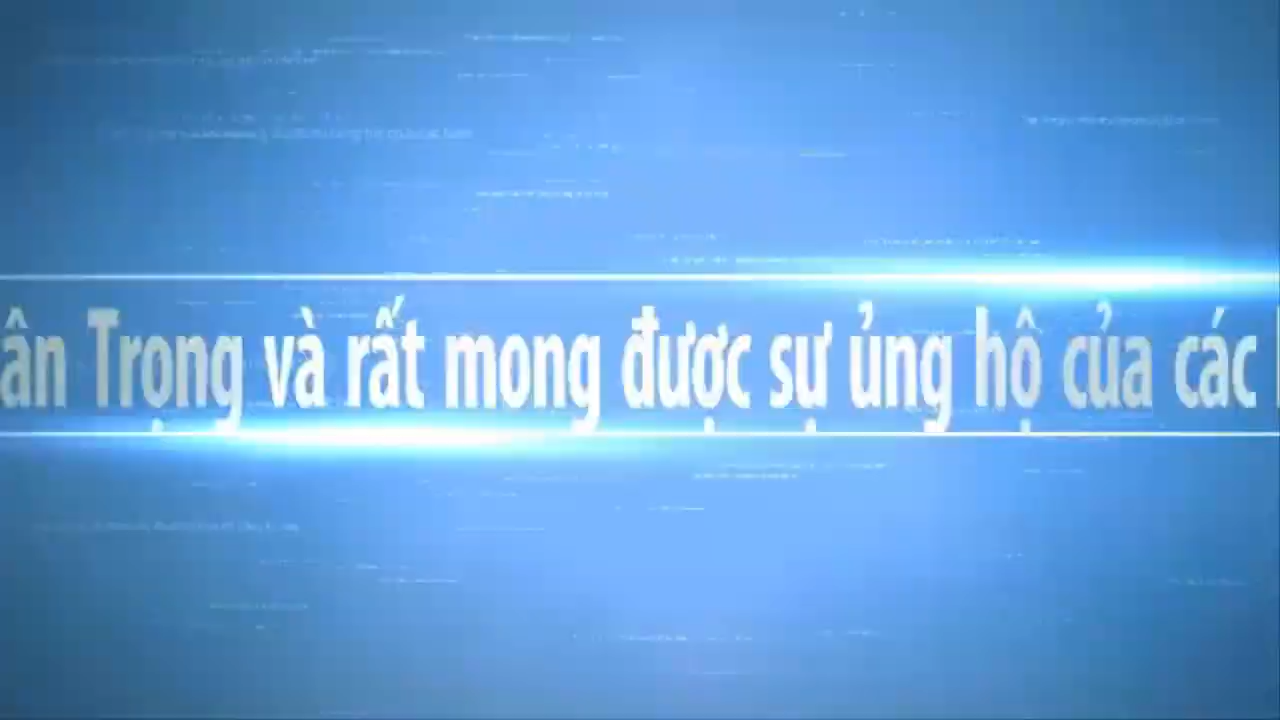 ân Trọng và rất mong được sự ủng hộ của các